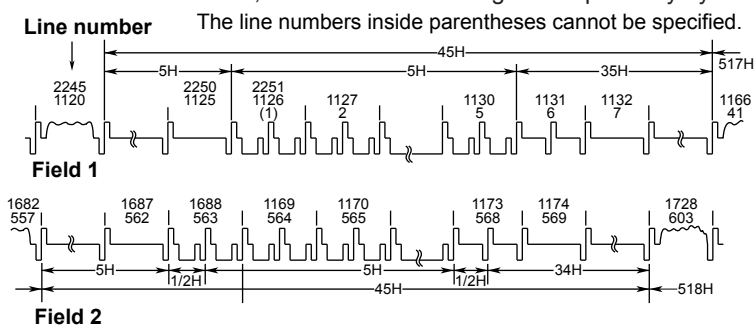 The line numbers inside parentheses cannot be specified.
Line number
45H
517H
5H 5H 35H
2245 2250 2251 1127 1130 1131 1132 1166
1120 1125 1126 2 5 6 7 41
(1)
Field 1
1682 1687 1688 1169 1170 1173 1174 1728
557 562 563 564 565 568 569 603
5H 1/2H 5H 1/2H 34H
45H 518H
Field 2